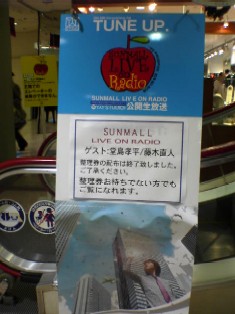 TUNE UP.
LIVE
Radio
SUNMALL LIVE ON RADIO
公開生放送
SUNMALL
LIVE ON RADIO
ゲスト:堂島孝平/藤木直人
整理券の配布は終了致しました。
ご了承ください。
整理券お持ちでない方でも
ご覧になれます。